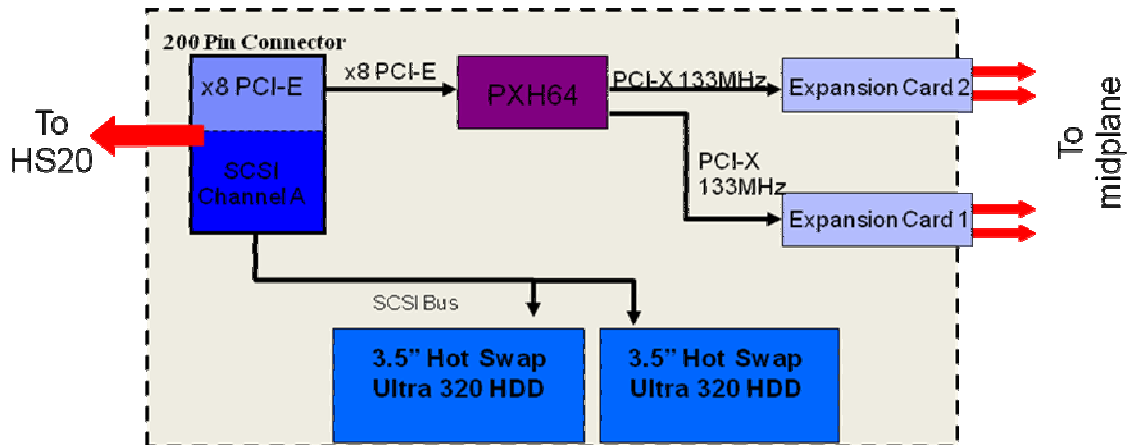 200 Pin Connector
x8 PCI-E
SCSI
Channel A
To
HS20
x8 PCI-E
PXH64
PCI-X 133MHz
PCI-X
133MHz
Expansion Card 2
Expansion Card 1
To
midplane
SCSI Bus
3.5” Hot Swap
Ultra 320 HDD
3.5” Hot Swap
Ultra 320 HDD